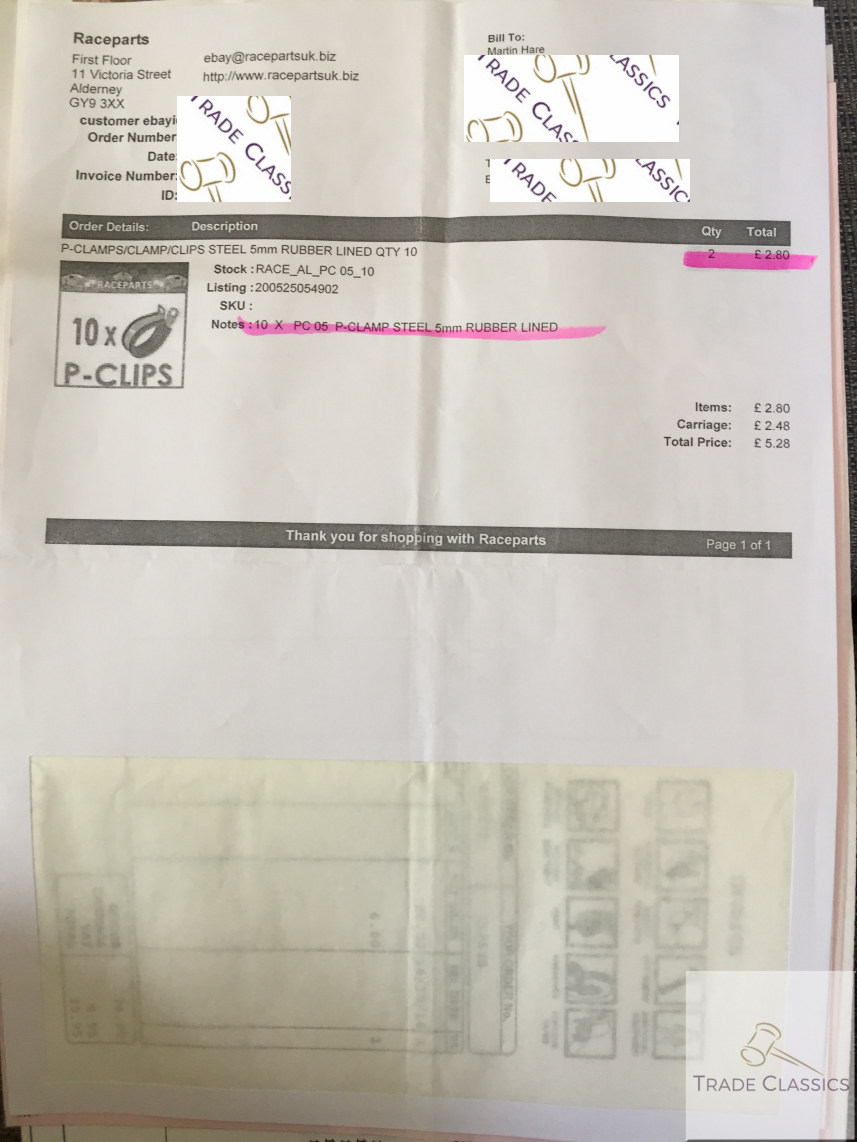 Raceparts
First Floor
11 Victoria Street
Alderney
GY9 3XX
ebay@racepartsuk.biz
http://www.racepartsuk.biz
Bill To:
Martin Hare
customer ebayi
Order Number
Date:
Invoice Number:
ID:
TRADE CLASS
TRADE CLAS
LASSICS
TRADE
LASSIC
Order Details: Description Qty Total
P-CLAMPS/CLAMP/CLIPS STEEL 5mm RUBBER LINED QTY 10 2 £ 2.80
RACEPARTS
10 x
P-CLIPS
Stock : RACE_AL_PC 05_10
Listing : 200525054902
SKU :
Notes : 10 X PC 05 P-CLAMP STEEL 5mm RUBBER LINED
Items: £ 2.80
Carriage: £ 2.48
Total Price: £ 5.28
Thank you for shopping with Raceparts
Page 1 of 1
TRADE CLASSICS